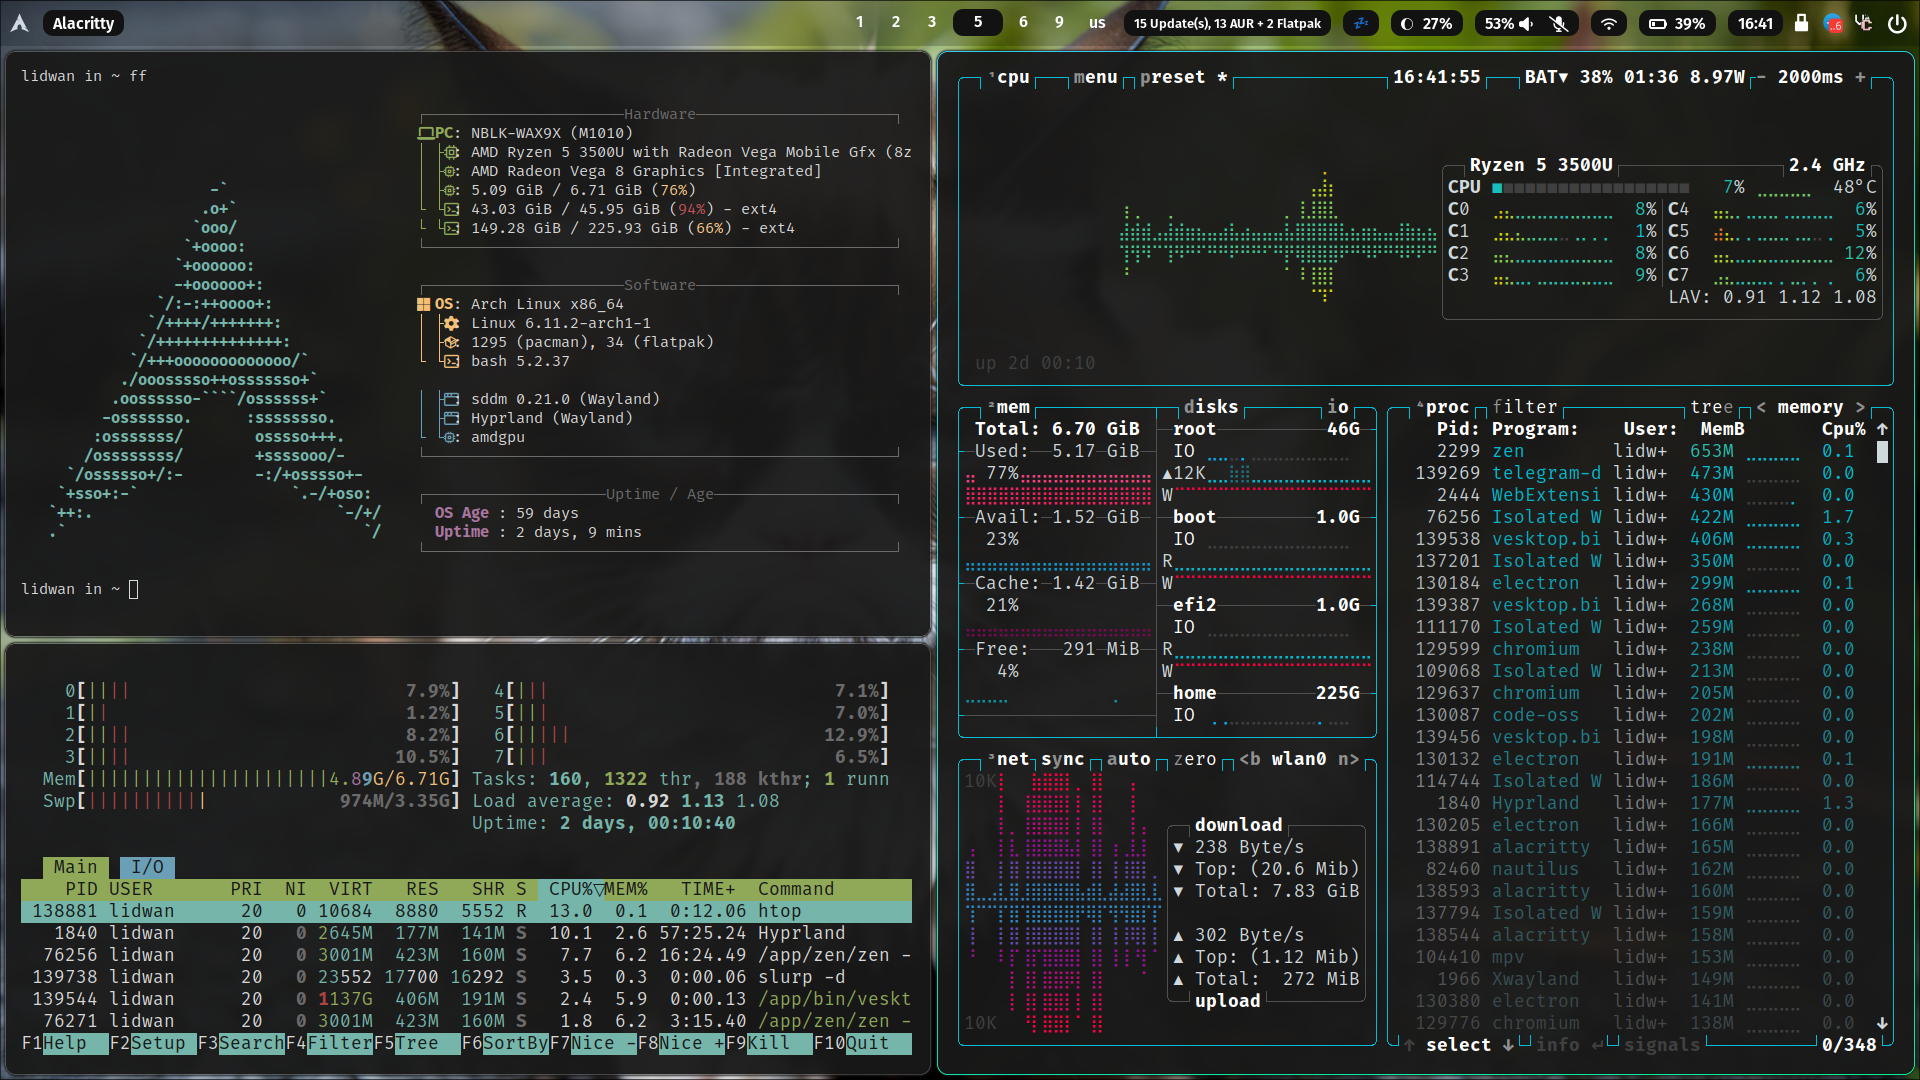 Alacritty
1 2 3 5 6 9 us
15 Update(s), 13 AUR + 2 Flatpak
27%
53%
39%
16:41
lidwan in ~ ff
Hardware
PC: NBLK-WAX9X (M1010)
AMD Ryzen 5 3500U with Radeon Vega Mobile Gfx (8z
AMD Radeon Vega 8 Graphics [Integrated]
5.09 GiB / 6.71 GiB (76%)
43.03 GiB / 45.95 GiB (94%) - ext4
149.28 GiB / 225.93 GiB (66%) - ext4
Software
OS: Arch Linux x86_64
Linux 6.11.2-arch1-1
1295 (pacman), 34 (flatpak)
bash 5.2.37
sddm 0.21.0 (Wayland)
Hyprland (Wayland)
amdgpu
Uptime / Age
OS Age : 59 days
Uptime : 2 days, 9 mins
-`
.o+`
`ooo/
`+oooo:
`+oooooo:
-+oooooo+:
`/:-:++oooo+:
`/++++/+++++++:
`/++++++++++++++:
`/+++ooooooooooooo/`
./ooosssso++osssssso+`
.oossssso-````/ossssss+`
-osssssso. :ssssssso.
:osssssss/ osssso+++.
/ossssssss/ +ssssooo/-
`/ossssso+/:- -:/+osssso+-
`+sso+:-` `.-/+oso:
`++:. `-/+/
.` `/
lidwan in ~
0[|||| 7.9%] 4[||| 7.1%]
1[|| 1.2%] 5[||| 7.0%]
2[|||| 8.2%] 6[||||| 12.9%]
3[|||| 10.5%] 7[||| 6.5%]
Mem[||||||||||||||||||||||4.89G/6.71G] Tasks: 160, 1322 thr, 188 kthr; 1 runn
Swp[||||||||||| 974M/3.35G] Load average: 0.92 1.13 1.08
Uptime: 2 days, 00:10:40
Main I/O
PID USER PRI NI VIRT RES SHR S CPU%▽MEM% TIME+ Command
138881 lidwan 20 0 10684 8880 5552 R 13.0 0.1 0:12.06 htop
1840 lidwan 20 0 2645M 177M 141M S 10.1 2.6 57:25.24 Hyprland
76256 lidwan 20 0 3001M 423M 160M S 7.7 6.2 16:24.49 /app/zen/zen -
139738 lidwan 20 0 23552 17700 16292 S 3.5 0.3 0:00.06 slurp -d
139544 lidwan 20 0 1137G 406M 191M S 2.4 5.9 0:00.13 /app/bin/veskt
76271 lidwan 20 0 3001M 423M 160M S 1.8 6.2 3:15.40 /app/zen/zen -
F1Help F2Setup F3SearchF4FilterF5Tree F6SortByF7Nice -F8Nice +F9Kill F10Quit
¹cpu menu preset * 16:41:55 BAT▼ 38% 01:36 8.97W - 2000ms +
Ryzen 5 3500U 2.4 GHz
CPU 7% 48°C
C0 8% C4 6%
C1 1% C5 5%
C2 8% C6 12%
C3 9% C7 6%
LAV: 0.91 1.12 1.08
up 2d 00:10
²mem
Total: 6.70 GiB
Used: 5.17 GiB
77%
Avail: 1.52 GiB
23%
Cache: 1.42 GiB
21%
Free: 291 MiB
4%
disks io
root 46G
IO
▲12K
W
boot 1.0G
IO
R
W
efi2 1.0G
IO
R
W
home 225G
IO
³net sync auto zero <b wlan0 n>
10K
download
▼ 238 Byte/s
▼ Top: (20.6 Mib)
▼ Total: 7.83 GiB
▲ 302 Byte/s
▲ Top: (1.12 Mib)
▲ Total: 272 MiB
upload
10K
⁴proc filter tree < memory >
Pid: Program: User: MemB Cpu% ↑
2299 zen lidw+ 653M 0.1
139269 telegram-d lidw+ 473M 0.0
2444 WebExtensi lidw+ 430M 0.0
76256 Isolated W lidw+ 422M 1.7
139538 vesktop.bi lidw+ 406M 0.3
137201 Isolated W lidw+ 350M 0.0
130184 electron lidw+ 299M 0.1
139387 vesktop.bi lidw+ 268M 0.0
111170 Isolated W lidw+ 259M 0.0
129599 chromium lidw+ 238M 0.0
109068 Isolated W lidw+ 213M 0.0
129637 chromium lidw+ 205M 0.0
130087 code-oss lidw+ 202M 0.0
139456 vesktop.bi lidw+ 198M 0.0
130132 electron lidw+ 191M 0.1
114744 Isolated W lidw+ 186M 0.0
1840 Hyprland lidw+ 177M 1.3
130205 electron lidw+ 166M 0.0
138891 alacritty lidw+ 165M 0.0
82460 nautilus lidw+ 162M 0.0
138593 alacritty lidw+ 160M 0.0
137794 Isolated W lidw+ 159M 0.0
138544 alacritty lidw+ 158M 0.0
104410 mpv lidw+ 153M 0.0
1966 Xwayland lidw+ 149M 0.0
130380 electron lidw+ 141M 0.0
129776 chromium lidw+ 138M 0.0 ↓
↑ select ↓ info ↵ signals 0/348